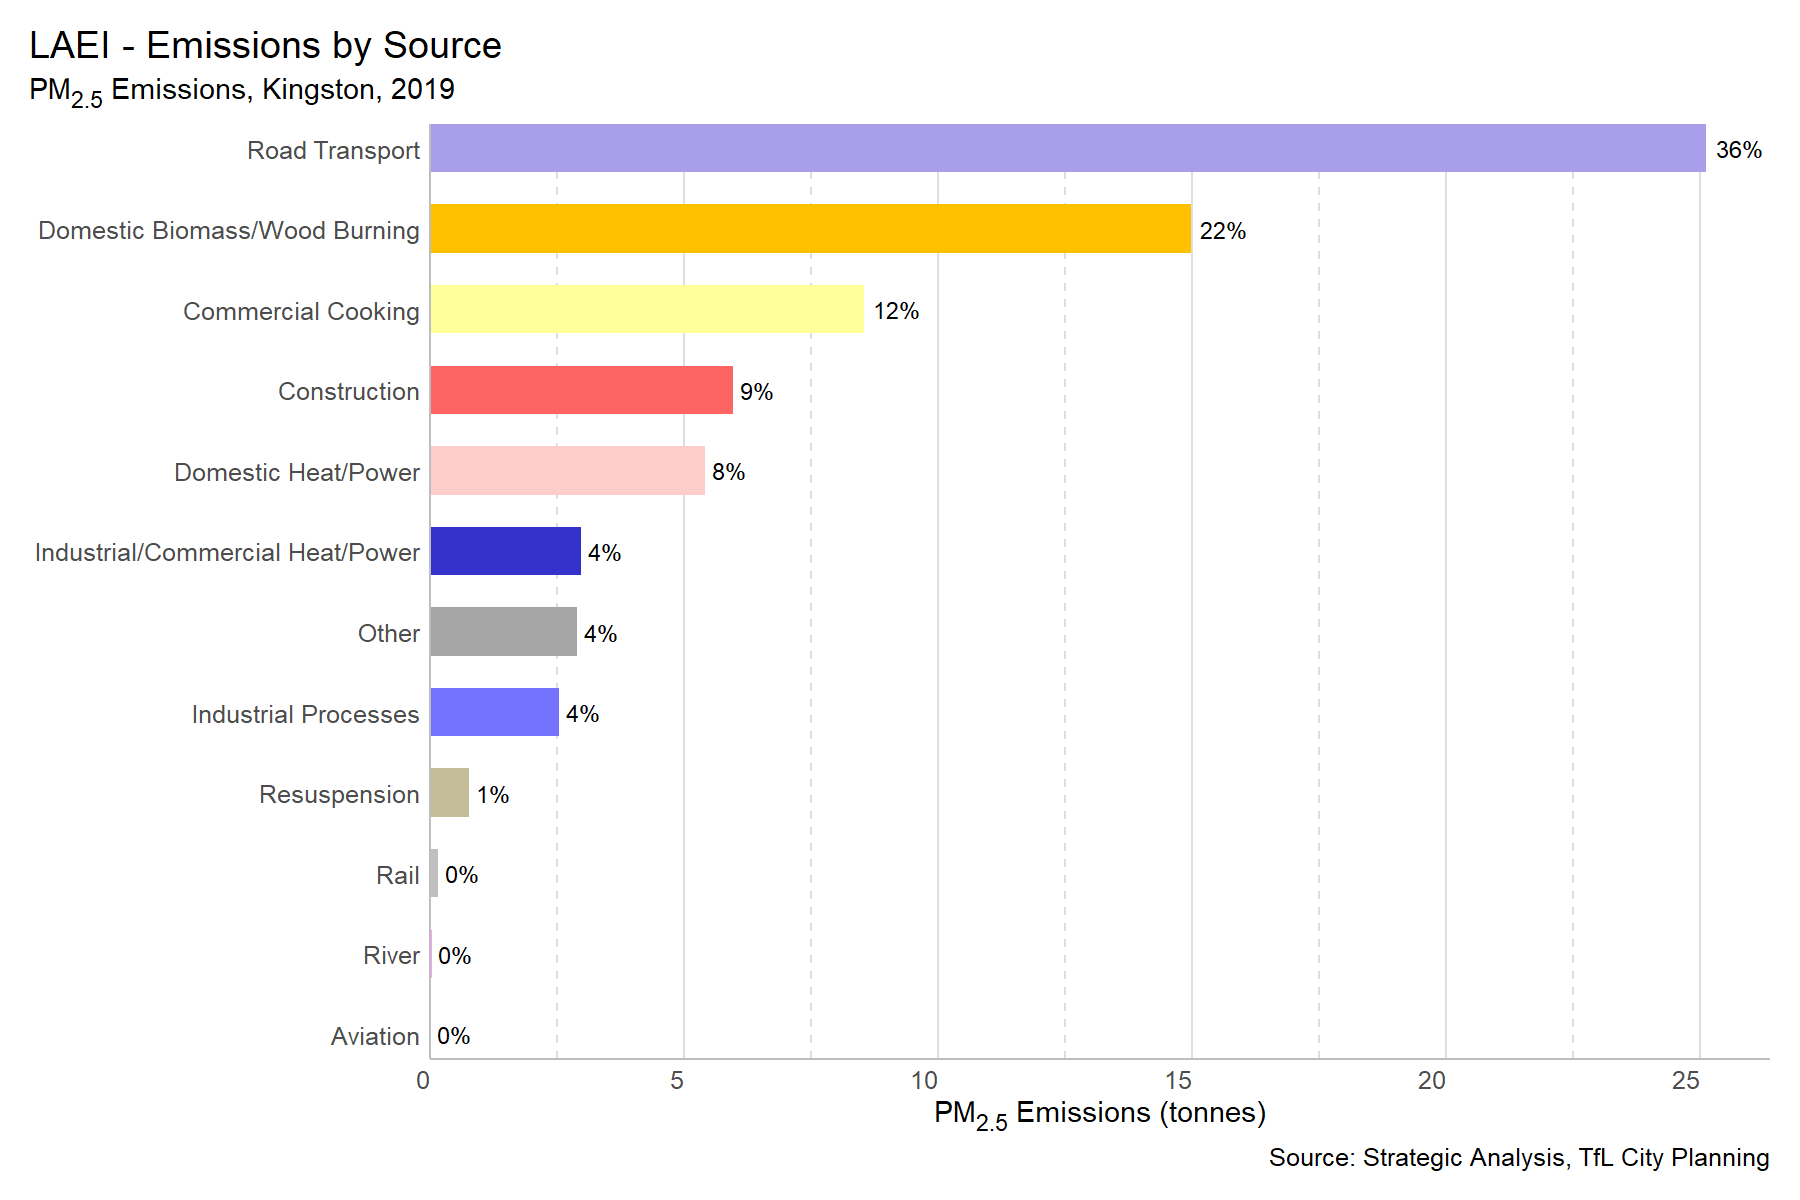 LAEI - Emissions by Source
PM2.5 Emissions, Kingston, 2019
Road Transport 36%
Domestic Biomass/Wood Burning 22%
Commercial Cooking 12%
Construction 9%
Domestic Heat/Power 8%
Industrial/Commercial Heat/Power 4%
Other 4%
Industrial Processes 4%
Resuspension 1%
Rail 0%
River 0%
Aviation 0%
0 5 10 15 20 25
PM2.5 Emissions (tonnes)
Source: Strategic Analysis, TfL City Planning